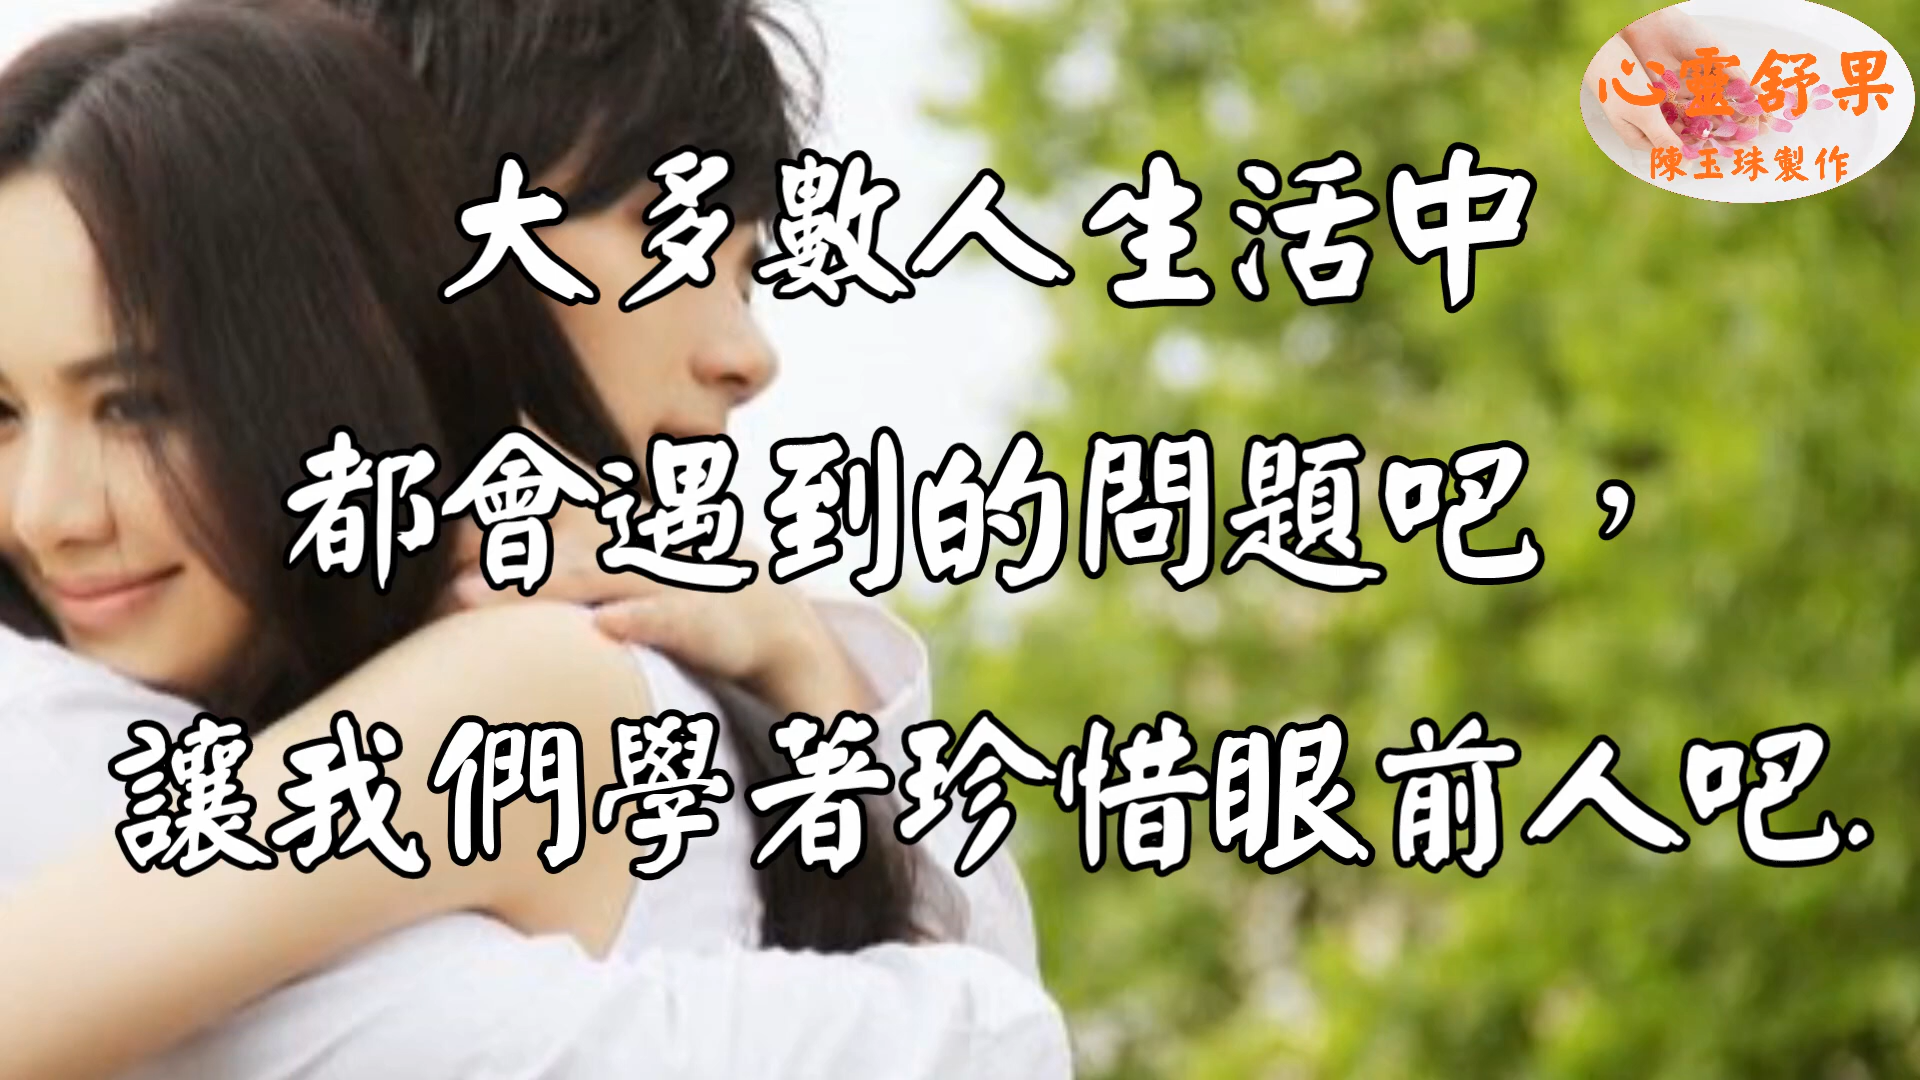 心靈舒果
陳玉珠製作
大多數人生活中
都會遇到的問題吧，
讓我們學著珍惜眼前人吧.